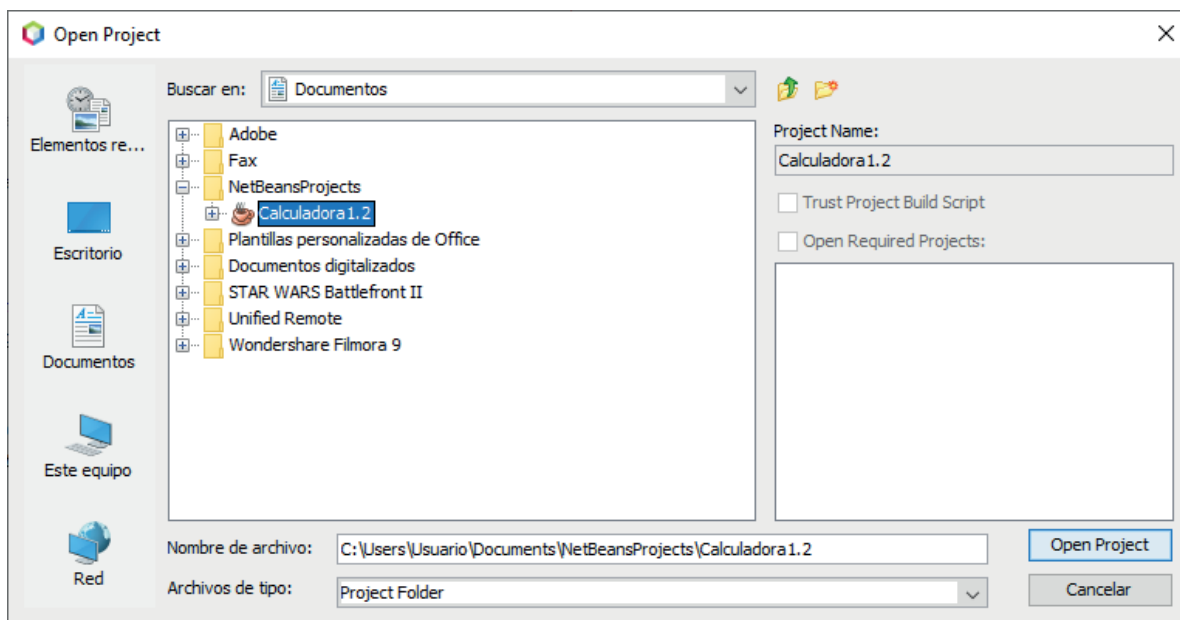 Open Project
Buscar en:
Documentos
Elementos re...
Escritorio
Documentos
Este equipo
Red
Adobe
Fax
NetBeansProjects
Calculadora1.2
Plantillas personalizadas de Office
Documentos digitalizados
STAR WARS Battlefront II
Unified Remote
Wondershare Filmora 9
Project Name:
Calculadora1.2
Trust Project Build Script
Open Required Projects:
Nombre de archivo:
C:\Users\Usuario\Documents\NetBeansProjects\Calculadora1.2
Open Project
Archivos de tipo:
Project Folder
Cancelar